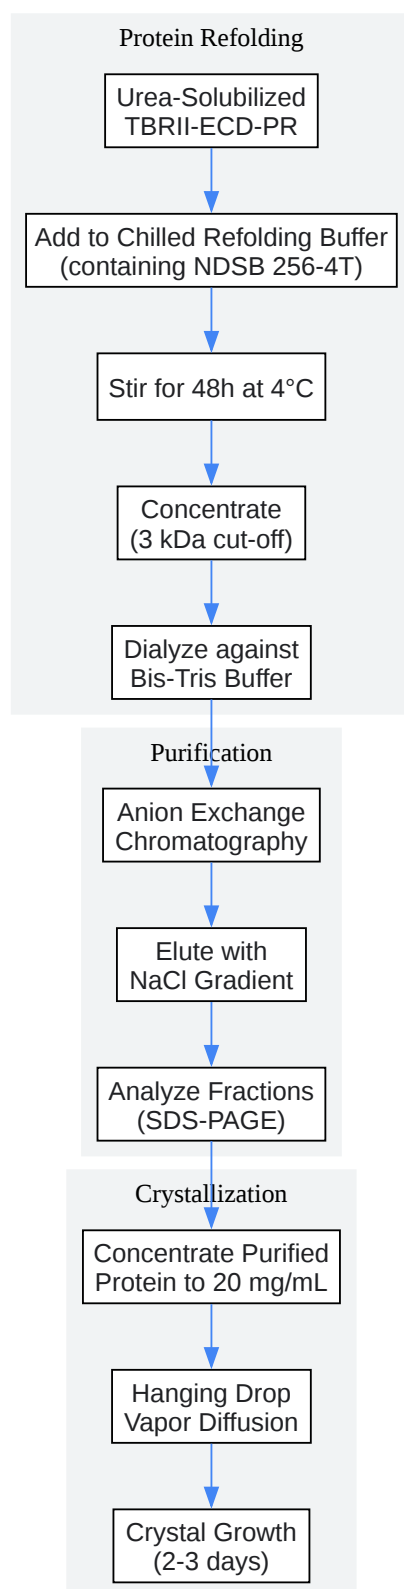 Protein Refolding
Urea-Solubilized
TBRII-ECD-PR
Add to Chilled Refolding Buffer
(containing NDSB 256-4T)
Stir for 48h at 4°C
Concentrate
(3 kDa cut-off)
Dialyze against
Bis-Tris Buffer
Purification
Anion Exchange
Chromatography
Elute with
NaCl Gradient
Analyze Fractions
(SDS-PAGE)
Crystallization
Concentrate Purified
Protein to 20 mg/mL
Hanging Drop
Vapor Diffusion
Crystal Growth
(2-3 days)